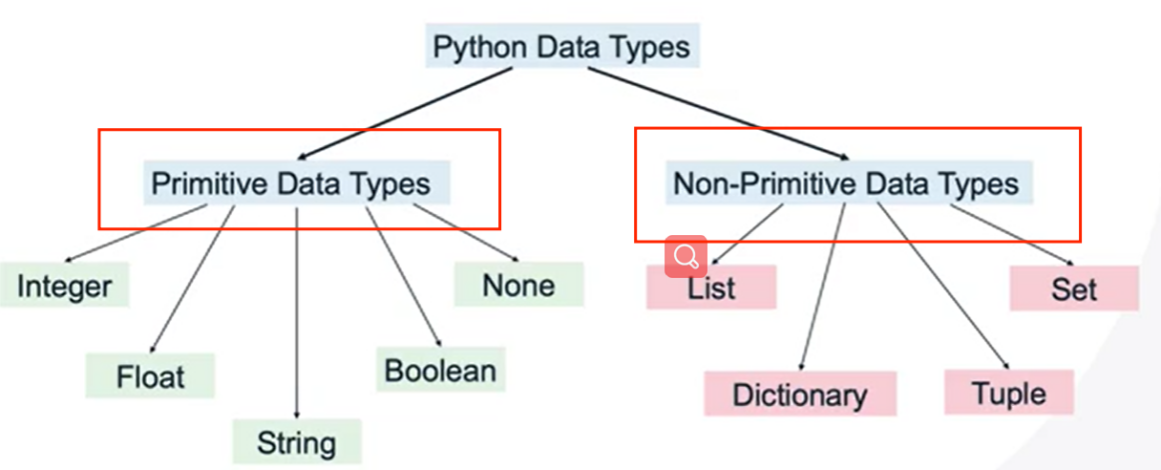 Python Data Types
Primitive Data Types
Non-Primitive Data Types
Integer
Float
String
Boolean
None
List
Dictionary
Tuple
Set